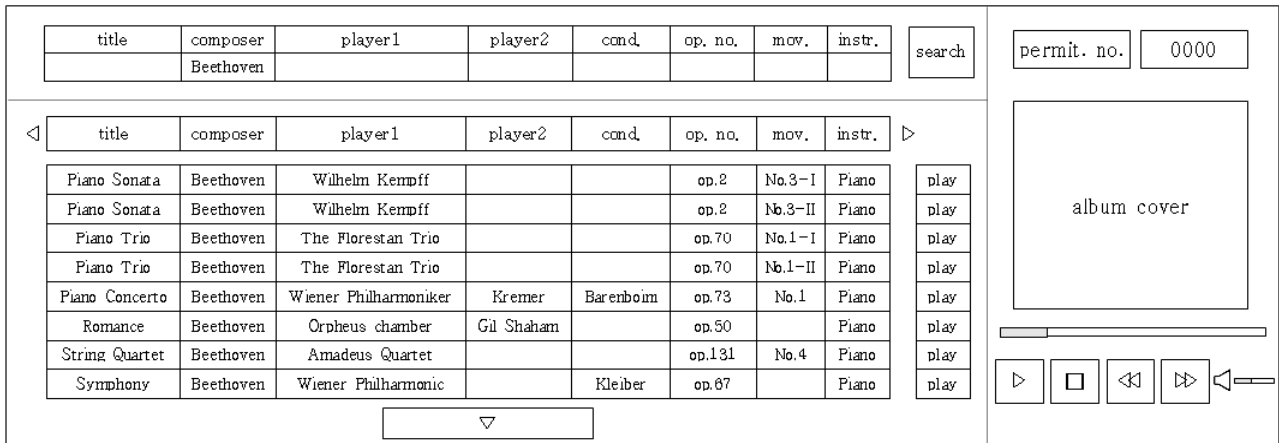 title composer player1 player2 cond. op. no. mov. instr.
Beethoven
search
permit. no. 0000
title composer player1 player2 cond. op. no. mov. instr.
Piano Sonata Beethoven Wilhelm Kempff op.2 No.3-I Piano play
Piano Sonata Beethoven Wilhelm Kempff op.2 No.3-II Piano play
Piano Trio Beethoven The Florestan Trio op.70 No.1-I Piano play
Piano Trio Beethoven The Florestan Trio op.70 No.1-II Piano play
Piano Concerto Beethoven Wiener Philharmoniker Kremer Barenboim op.73 No.1 Piano play
Romance Beethoven Orpheus chamber Gil Shaham op.50 Piano play
String Quartet Beethoven Amadeus Quartet op.131 No.4 Piano play
Symphony Beethoven Wiener Philharmonic Kleiber op.67 Piano play
album cover